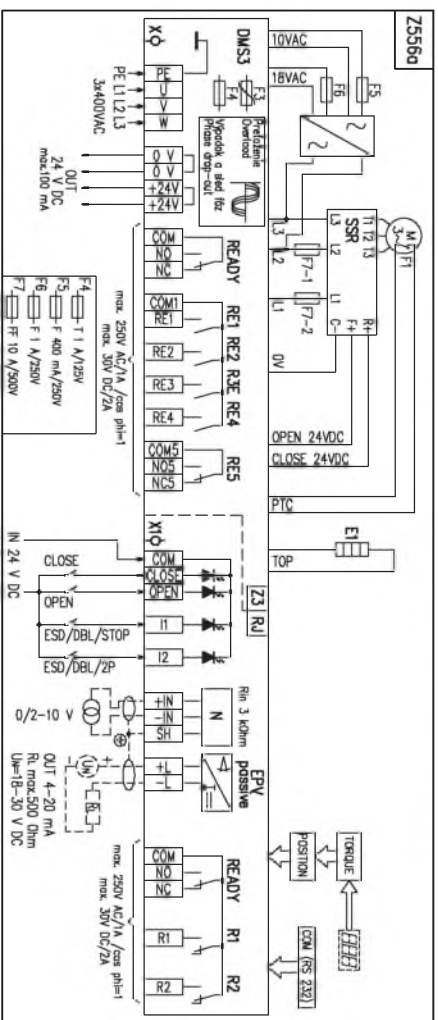 Z556a
10VAC
18VAC
F5
F6
M
3~
F1
T1 T2 T3
SSR
L3 L2 L1
R+
F+
C-
F7-1
F7-2
L3
L2
L1
0V
OPEN 24VDC
CLOSE 24VDC
PTC
E1
TOP
TORQUE
POSITION
COM (RS 232)
DMS3
F3
F4
Preťaženie
Overload
Výpadok a sled fáz
Phase drop-out
X0
PE
U
V
W
PE L1 L2 L3
3x400VAC
0 V
0 V
+24V
+24V
OUT
24 V DC
max.100 mA
READY
COM
NO
NC
RE1 RE2 R3E RE4
COM1
RE1
RE2
RE3
RE4
RE5
COM5
NO5
NC5
max. 250V AC/1A /cos phi=1
max. 30V DC/2A
F4
T 1 A/125V
F5
F 400 mA/250V
F6
F 1 A/250V
F7
FF 10 A/500V
Z3 RJ
X1
COM
CLOSE
OPEN
I1
I2
CLOSE
OPEN
ESD/DBL/STOP
ESD/DBL/2P
IN 24 V DC
Rin 3 kOhm
N
+IN
-IN
SH
0/2-10 V
EPV
passive
+L
-L
UN
RL
OUT 4-20 mA
RL max.500 Ohm
UN=18-30 V DC
READY
COM
NO
NC
R1
R1
R2
R2
max. 250V AC/1A /cos phi=1
max. 30V DC/2A